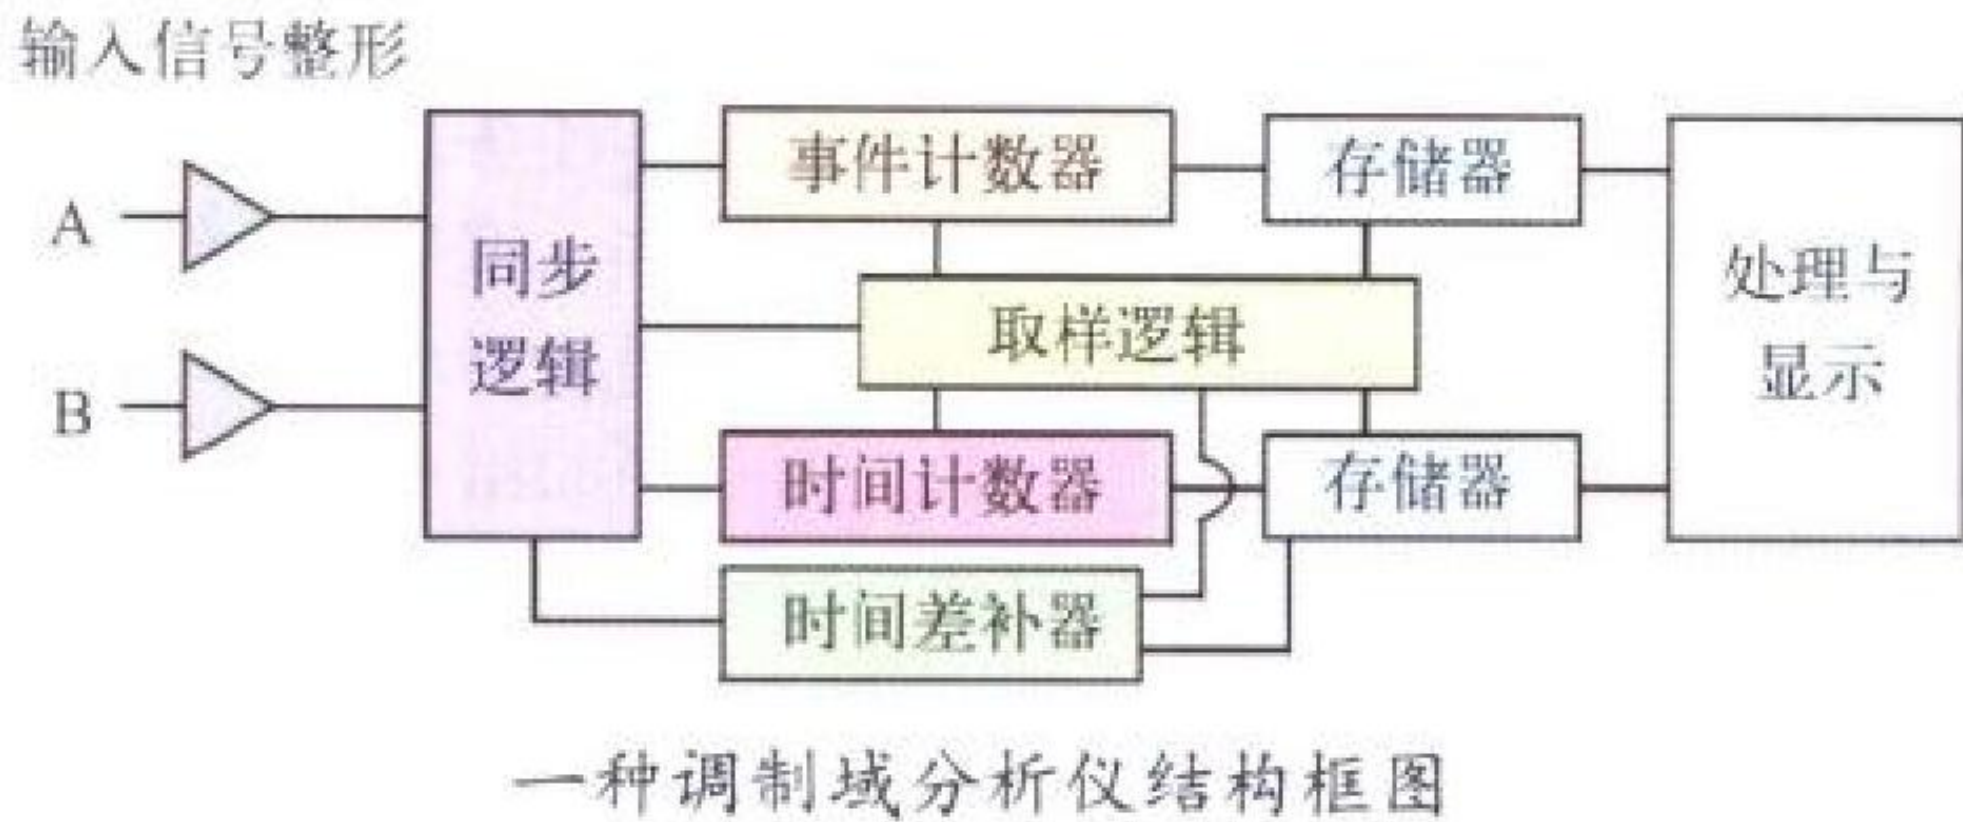 输入信号整形
A
B
同步
逻辑
事件计数器
存储器
取样逻辑
时间计数器
存储器
时间差补器
处理与
显示
一种调制域分析仪结构框图